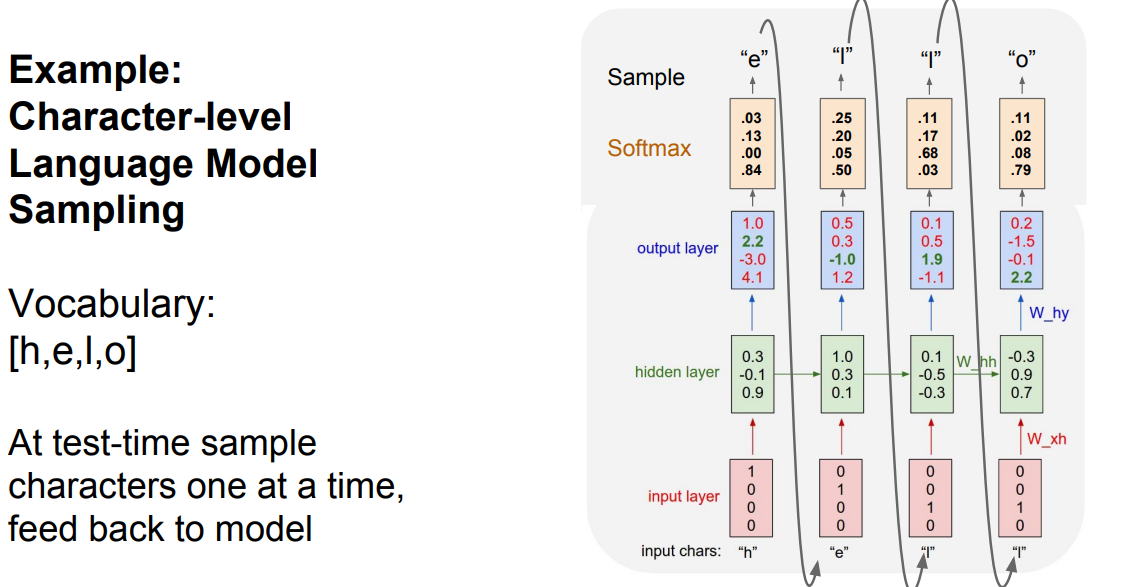 Example:
Character-level
Language Model
Sampling
Vocabulary:
[h,e,l,o]
At test-time sample
characters one at a time,
feed back to model
“e” “l” “l” “o”
Sample
Softmax
.03 .25 .11 .11
.13 .20 .17 .02
.00 .05 .68 .08
.84 .50 .03 .79
1.0 0.5 0.1 0.2
2.2 0.3 0.5 -1.5
output layer
-3.0 -1.0 1.9 -0.1
4.1 1.2 -1.1 2.2
W_hy
0.3 1.0 0.1 W_hh -0.3
hidden layer -0.1 0.3 -0.5 0.9
0.9 0.1 -0.3 0.7
W_xh
1 0 0 0
0 1 0 0
input layer
0 0 1 1
0 0 0 0
input chars: “h” “e” “l” “l”